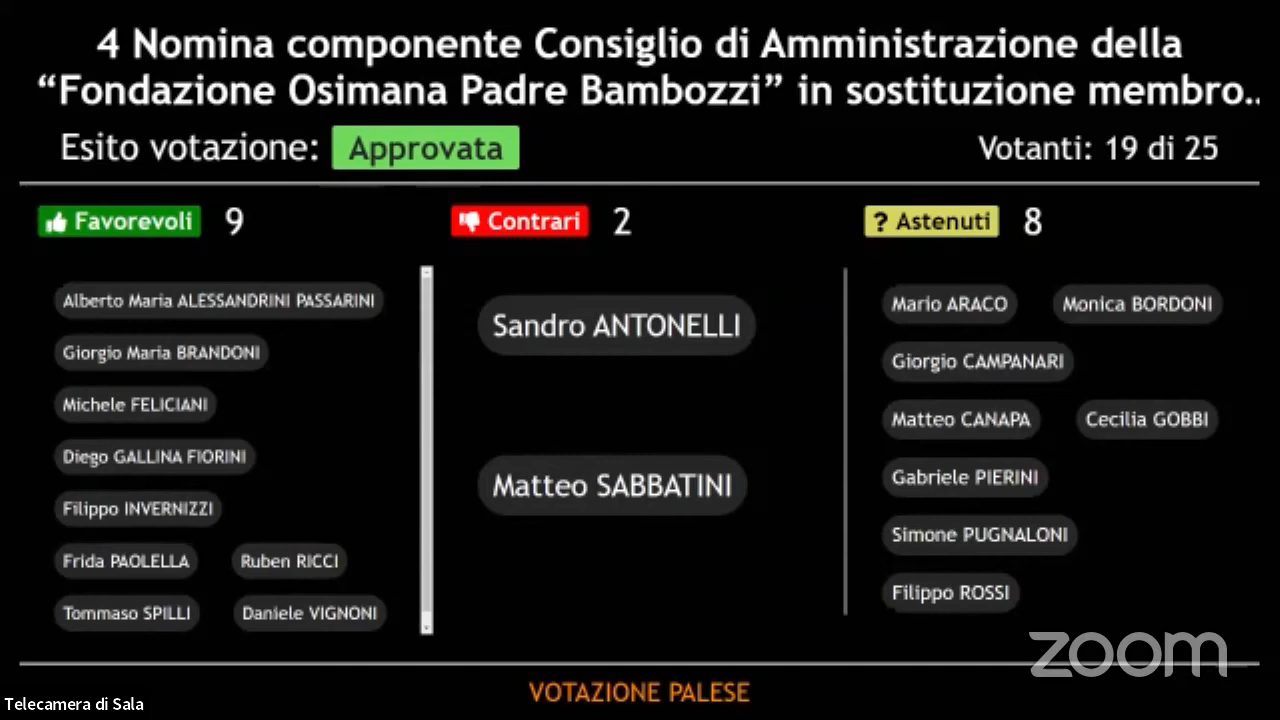 4 Nomina componente Consiglio di Amministrazione della
“Fondazione Osimana Padre Bambozzi” in sostituzione membro..
Esito votazione: Approvata
Votanti: 19 di 25
Favorevoli 9
Alberto Maria ALESSANDRINI PASSARINI
Giorgio Maria BRANDONI
Michele FELICIANI
Diego GALLINA FIORINI
Filippo INVERNIZZI
Frida PAOLELLA Ruben RICCI
Tommaso SPILLI Daniele VIGNONI
Contrari 2
Sandro ANTONELLI
Matteo SABBATINI
? Astenuti 8
Mario ARACO Monica BORDONI
Giorgio CAMPANARI
Matteo CANAPA Cecilia GOBBI
Gabriele PIERINI
Simone PUGNALONI
Filippo ROSSI
zoom
VOTAZIONE PALESE
Telecamera di Sala